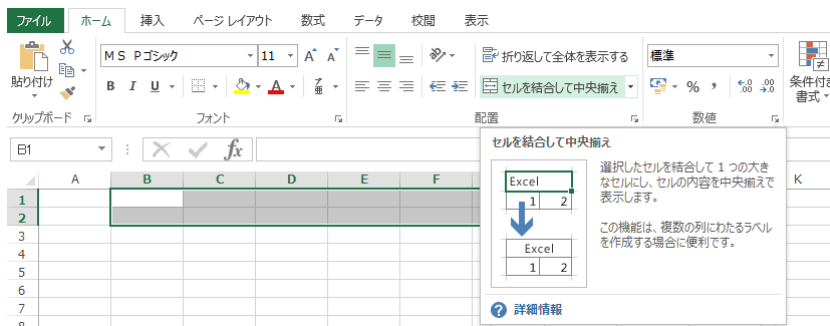 ファイル ホーム 挿入 ページ レイアウト 数式 データ 校閲 表示
貼り付け
ＭＳ Ｐゴシック 11 A A
折り返して全体を表示する
標準
B I U A
セルを結合して中央揃え
% ,
←.0 .00
.00 →.0
条件付き
書式
クリップボード フォント 配置 数値
B1 fx
セルを結合して中央揃え
A B C D E F K
1
2
3
4
5
6
7
8
Excel
1 2
Excel
1 2
選択したセルを結合して 1 つの大き
なセルにし、セルの内容を中央揃えで
表示します。
この機能は、複数の列にわたるラベル
を作成する場合に便利です。
詳細情報